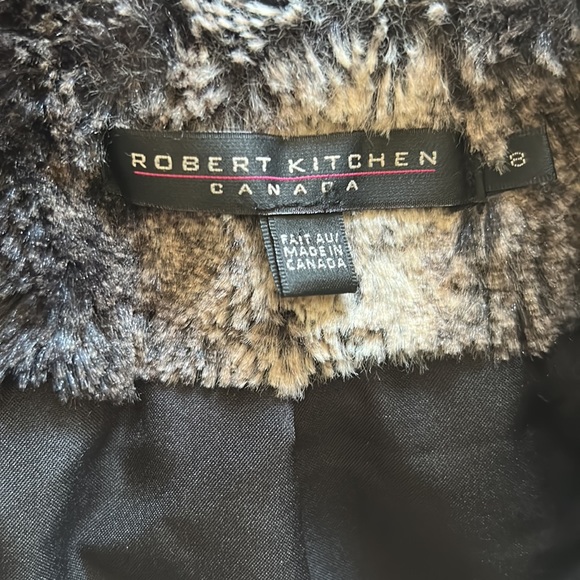 ROBERT KITCHEN
CANADA
8
FAIT AU/
MADE IN
CANADA